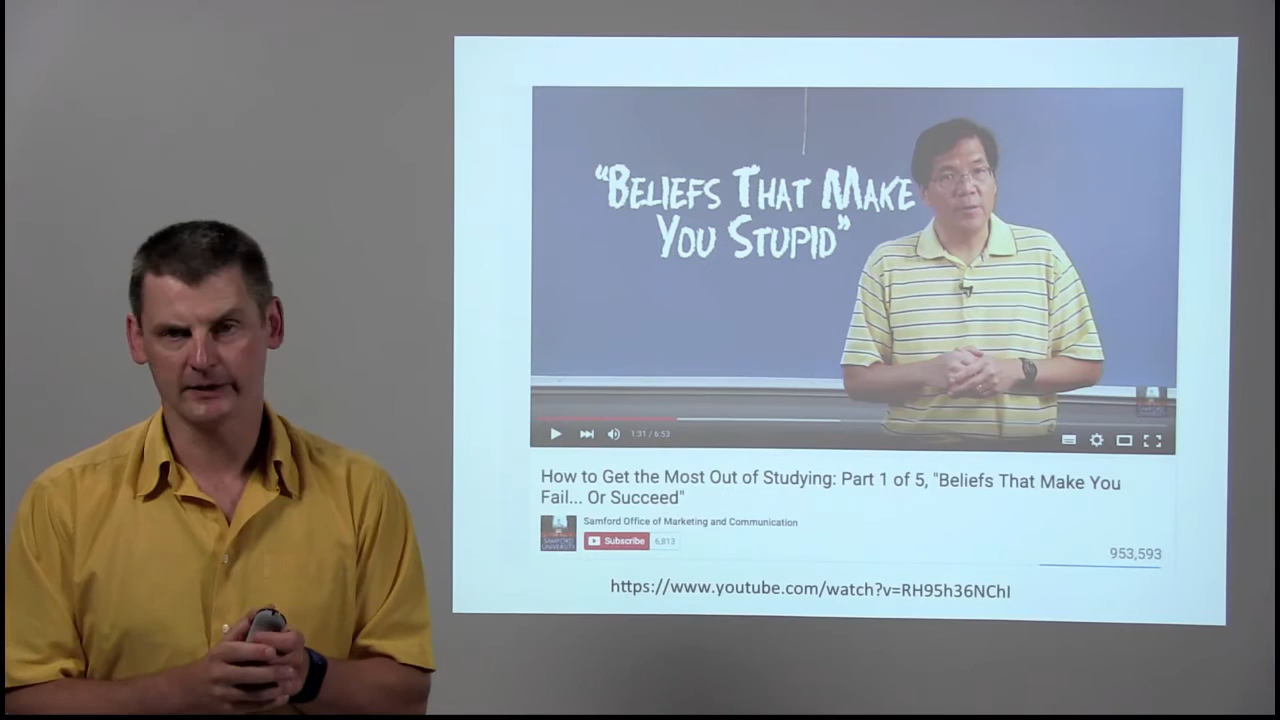 "BELIEFS THAT MAKE
YOU STUPID"
1:31 / 6:53
How to Get the Most Out of Studying: Part 1 of 5, "Beliefs That Make You
Fail... Or Succeed"
SAMFORD
UNIVERSITY
Samford Office of Marketing and Communication
Subscribe 6,813
953,593
https://www.youtube.com/watch?v=RH95h36NChI